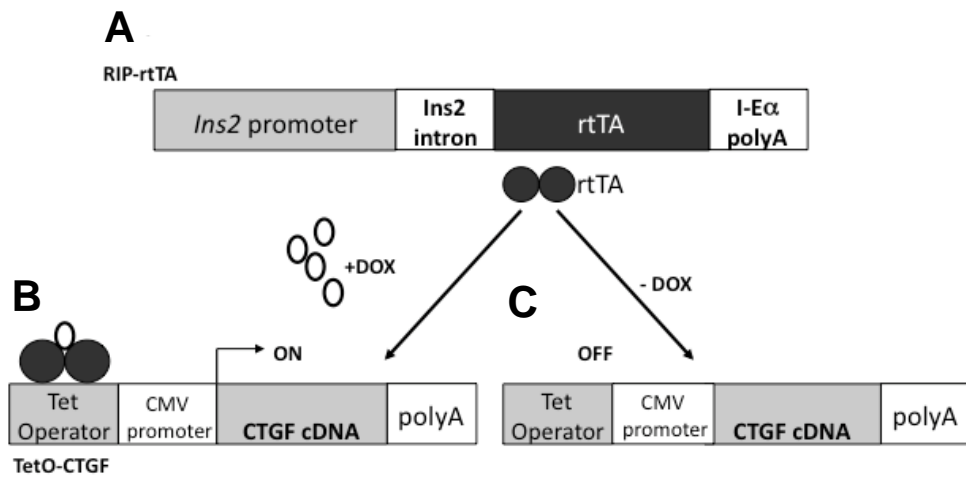 A
RIP-rtTA
Ins2 promoter
Ins2
intron
rtTA
I-Eα
polyA
rtTA
+DOX
- DOX
B
C
ON
OFF
Tet
Operator
CMV
promoter
CTGF cDNA
polyA
Tet
Operator
CMV
promoter
CTGF cDNA
polyA
TetO-CTGF